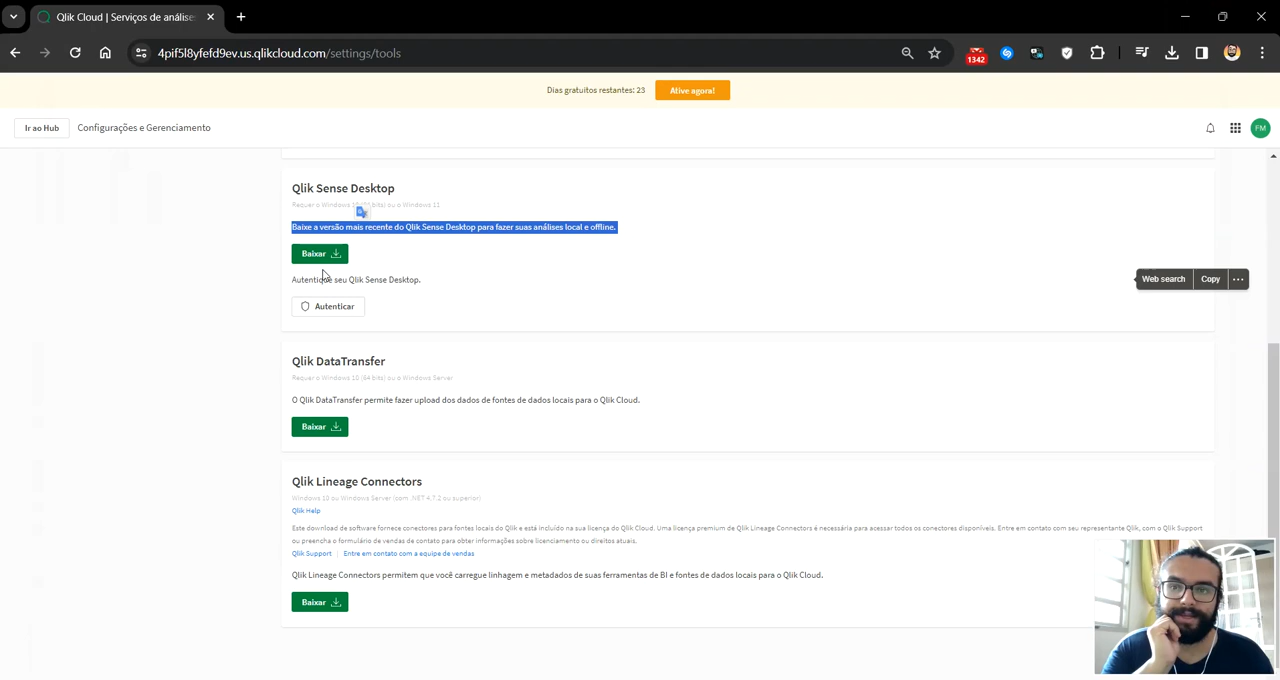 Qlik Cloud | Serviços de análise
4pif5l8yfefd9ev.us.qlikcloud.com/settings/tools
1342
Dias gratuitos restantes: 23
Ative agora!
Ir ao Hub
Configurações e Gerenciamento
FM
Qlik Sense Desktop
Requer o Windows 10 bits) ou o Windows 11
Baixe a versão mais recente do Qlik Sense Desktop para fazer suas análises local e offline.
Baixar
Autentique seu Qlik Sense Desktop.
Web search
Copy
Autenticar
Qlik DataTransfer
Requer o Windows 10 (64 bits) ou o Windows Server
O Qlik DataTransfer permite fazer upload dos dados de fontes de dados locais para o Qlik Cloud.
Baixar
Qlik Lineage Connectors
Windows 10 ou Windows Server (com .NET 4.7.2 ou superior)
Qlik Help
Este download de software fornece conectores para fontes locais do Qlik e está incluído na sua licença do Qlik Cloud. Uma licença premium de Qlik Lineage Connectors é necessária para acessar todos os conectores disponíveis. Entre em contato com seu representante Qlik, com o Qlik Support
ou preencha o formulário de vendas de contato para obter informações sobre licenciamento ou direitos atuais.
Qlik Support | Entre em contato com a equipe de vendas
Qlik Lineage Connectors permitem que você carregue linhagem e metadados de suas ferramentas de BI e fontes de dados locais para o Qlik Cloud.
Baixar